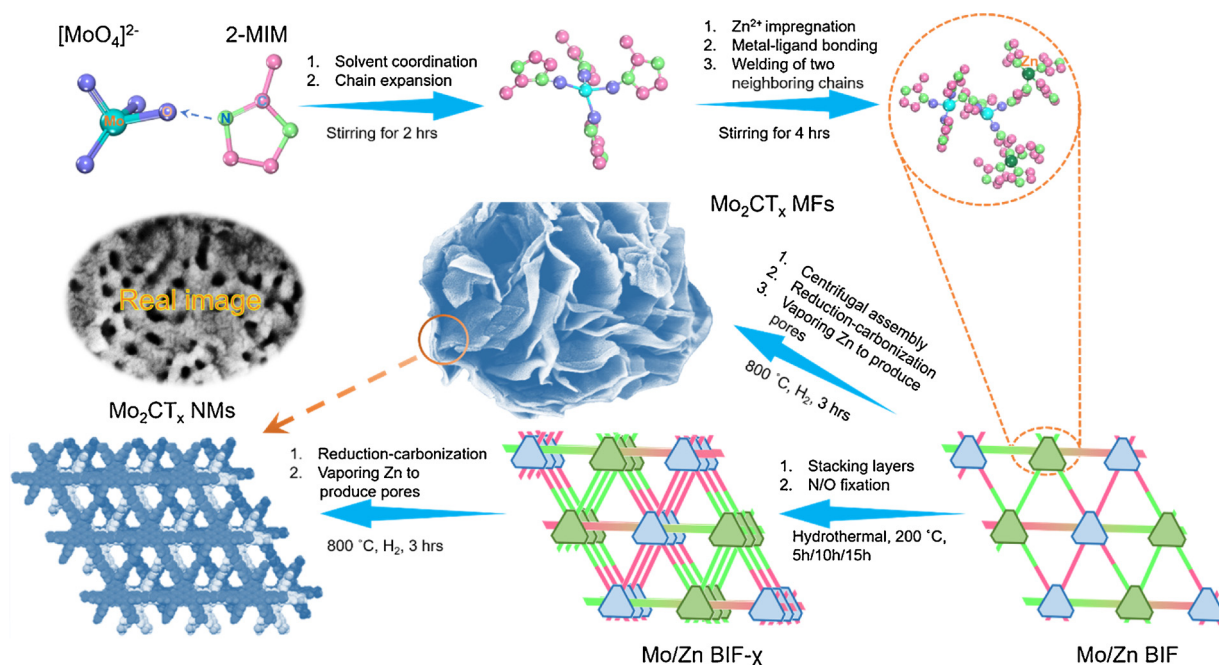 [MoO₄]²⁻
2-MIM
Mo
O
N
C
1. Solvent coordination
2. Chain expansion
Stirring for 2 hrs
1. Zn²⁺ impregnation
2. Metal-ligand bonding
3. Welding of two
neighboring chains
Stirring for 4 hrs
Zn
Real image
Mo₂CTₓ MFs
1. Centrifugal assembly
2. Reduction-carbonization
3. Vaporing Zn to produce
pores
800 °C, H₂, 3 hrs
Mo₂CTₓ NMs
1. Reduction-carbonization
2. Vaporing Zn to
produce pores
800 °C, H₂, 3 hrs
1. Stacking layers
2. N/O fixation
Hydrothermal, 200 °C,
5h/10h/15h
Mo/Zn BIF-χ
Mo/Zn BIF